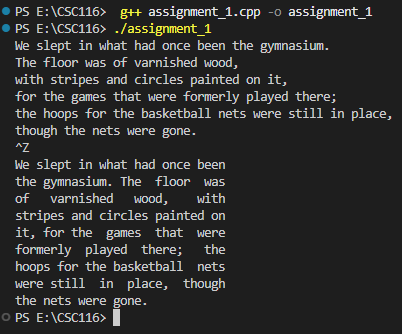 PS E:\CSC116> g++ assignment_1.cpp -o assignment_1
PS E:\CSC116> ./assignment_1
We slept in what had once been the gymnasium.
The floor was of varnished wood,
with stripes and circles painted on it,
for the games that were formerly played there;
the hoops for the basketball nets were still in place,
though the nets were gone.
^Z
We slept in what had once been
the gymnasium. The  floor  was
of   varnished   wood,    with
stripes and circles painted on
it, for the  games  that  were
formerly  played  there;   the
hoops for the basketball  nets
were still  in  place,  though
the nets were gone.
PS E:\CSC116>